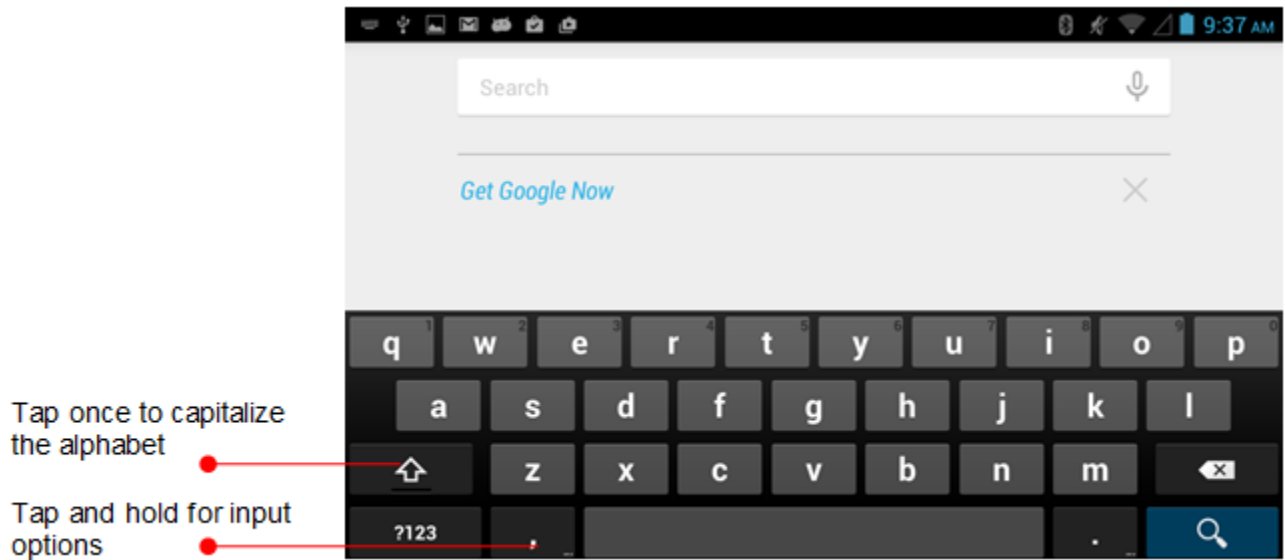 9:37 AM
Search
Get Google Now
1 2 3 4 5 6 7 8 9 0
q w e r t y u i o p
a s d f g h j k l
Tap once to capitalize
the alphabet
z x c v b n m
Tap and hold for input
options
?123 , .